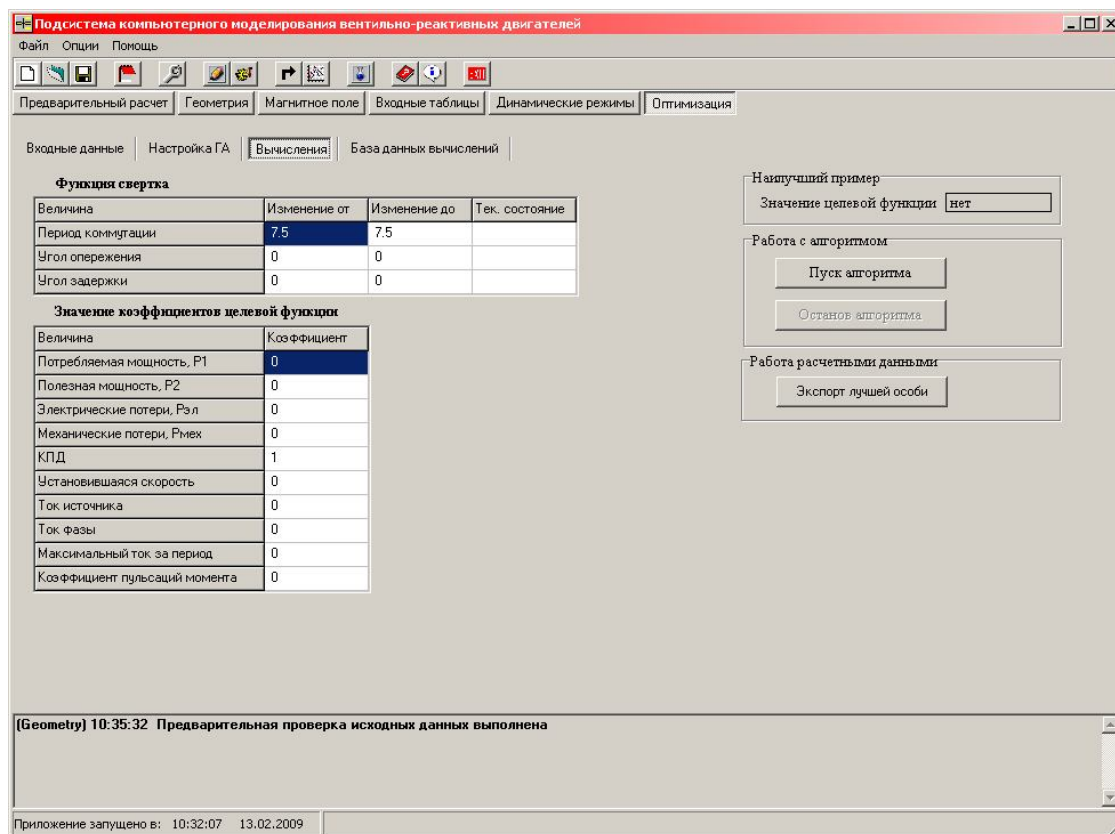 Подсистема компьютерного моделирования вентильно-реактивных двигателей
Файл Опции Помощь
EXIT
Предварительный расчет Геометрия Магнитное поле Входные таблицы Динамические режимы Оптимизация
Входные данные Настройка ГА Вычисления База данных вычислений
Функция свертка
Величина Изменение от Изменение до Тек. состояние
Период коммутации 7.5 7.5
Угол опережения 0 0
Угол задержки 0 0
Значение коэффициентов целевой функции
Величина Коэффициент
Потребляемая мощность, P1 0
Полезная мощность, P2 0
Электрические потери, Pэл 0
Механические потери, Pмех 0
КПД 1
Установившаяся скорость 0
Ток источника 0
Ток фазы 0
Максимальный ток за период 0
Коэффициент пульсаций момента 0
Наилучший пример
Значение целевой функции нет
Работа с алгоритмом
Пуск алгоритма
Останов алгоритма
Работа расчетными данными
Экспорт лучшей особи
(Geometry) 10:35:32 Предварительная проверка исходных данных выполнена
Приложение запущено в: 10:32:07 13.02.2009